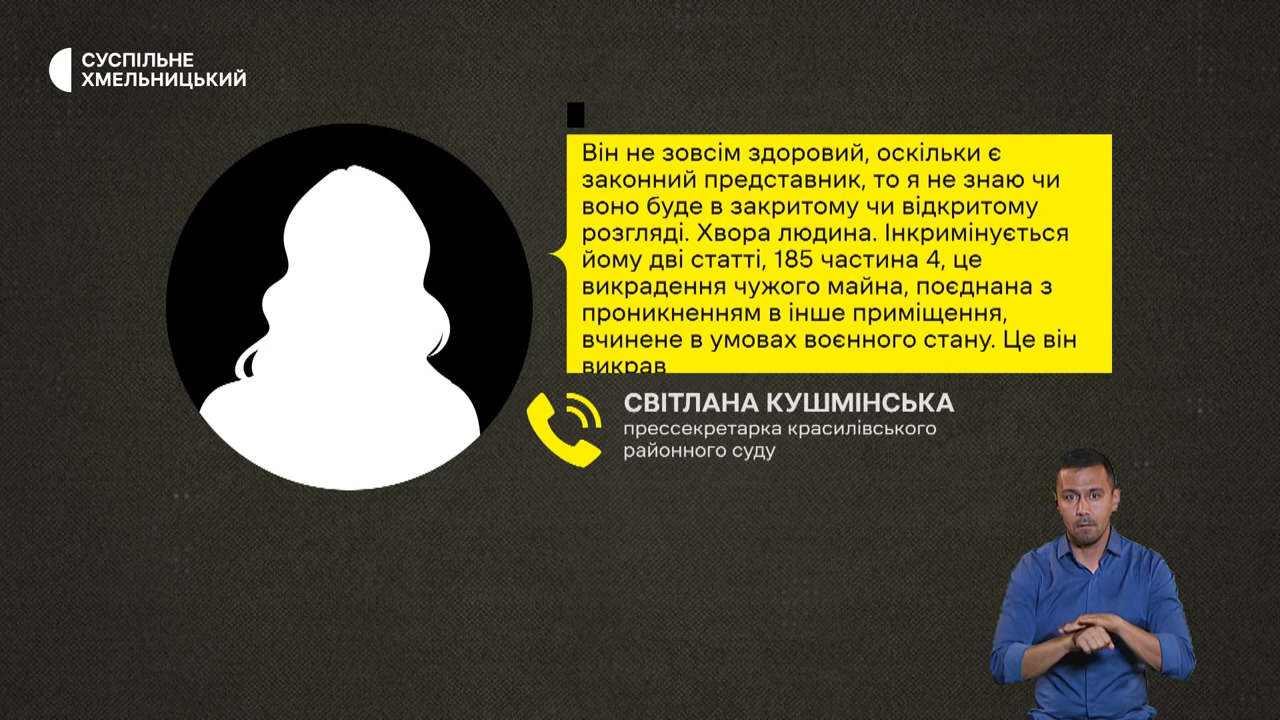 СУСПІЛЬНЕ
ХМЕЛЬНИЦЬКИЙ
Він не зовсім здоровий, оскільки є
законний представник, то я не знаю чи
воно буде в закритому чи відкритому
розгляді. Хвора людина. Інкримінується
йому дві статті, 185 частина 4, це
викрадення чужого майна, поєднана з
проникненням в інше приміщення,
вчинене в умовах воєнного стану. Це він
викрав
СВІТЛАНА КУШМІНСЬКА
прессекретарка красилівського
районного суду